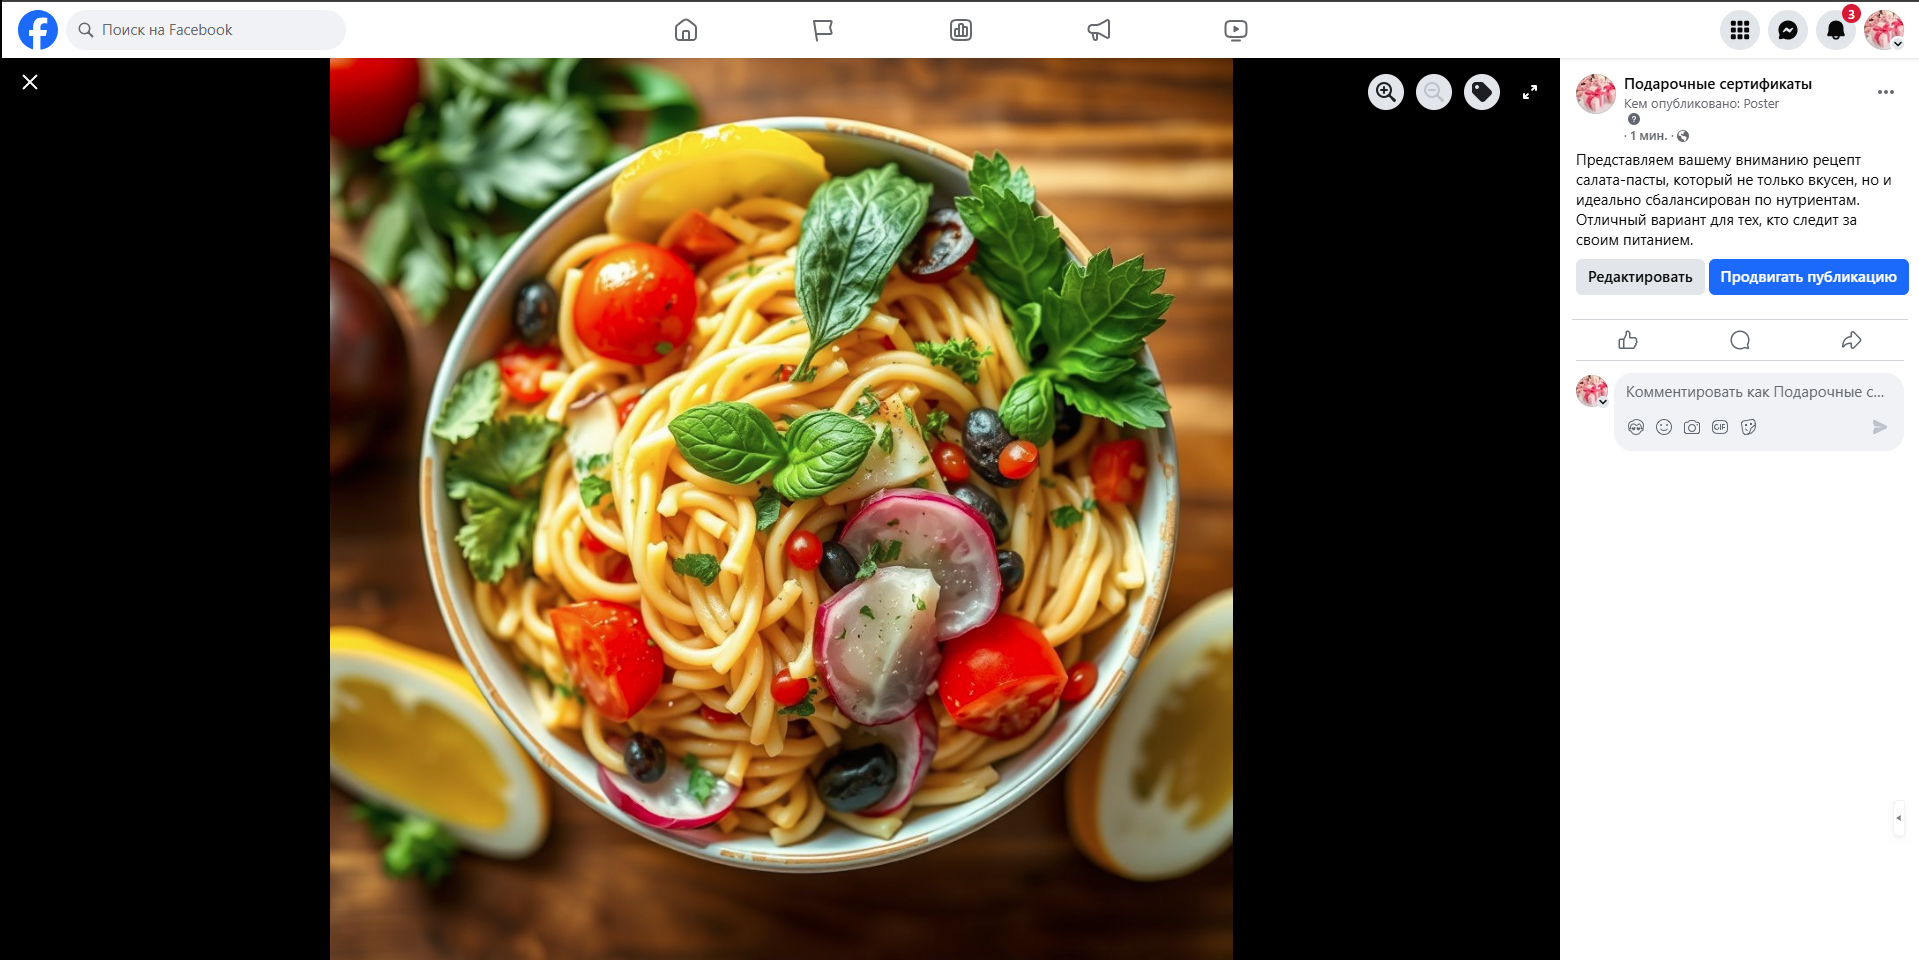 Поиск на Facebook
3
Подарочные сертификаты
Кем опубликовано: Poster
?
· 1 мин. ·
Представляем вашему вниманию рецепт
салата-пасты, который не только вкусен, но и
идеально сбалансирован по нутриентам.
Отличный вариант для тех, кто следит за
своим питанием.
Редактировать
Продвигать публикацию
Комментировать как Подарочные с...
GIF